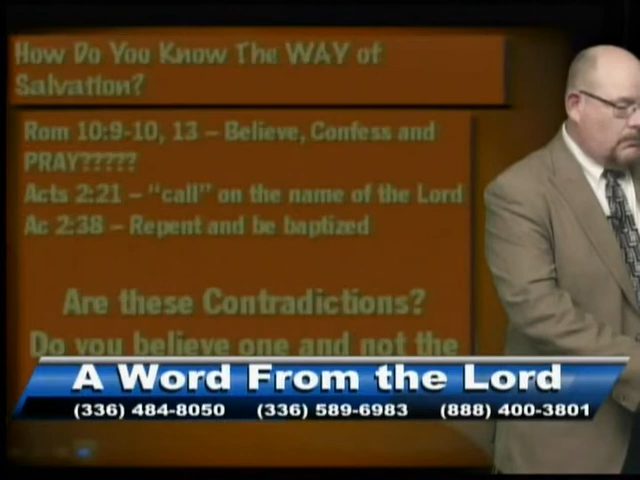 How Do You Know The WAY of
Salvation?
Rom 10:9-10, 13 – Believe, Confess and
PRAY?????
Acts 2:21 – "call" on the name of the Lord
Ac 2:38 – Repent and be baptized
Are these Contradictions?
Do you believe one and not the
A Word From the Lord
(336) 484-8050 (336) 589-6983 (888) 400-3801